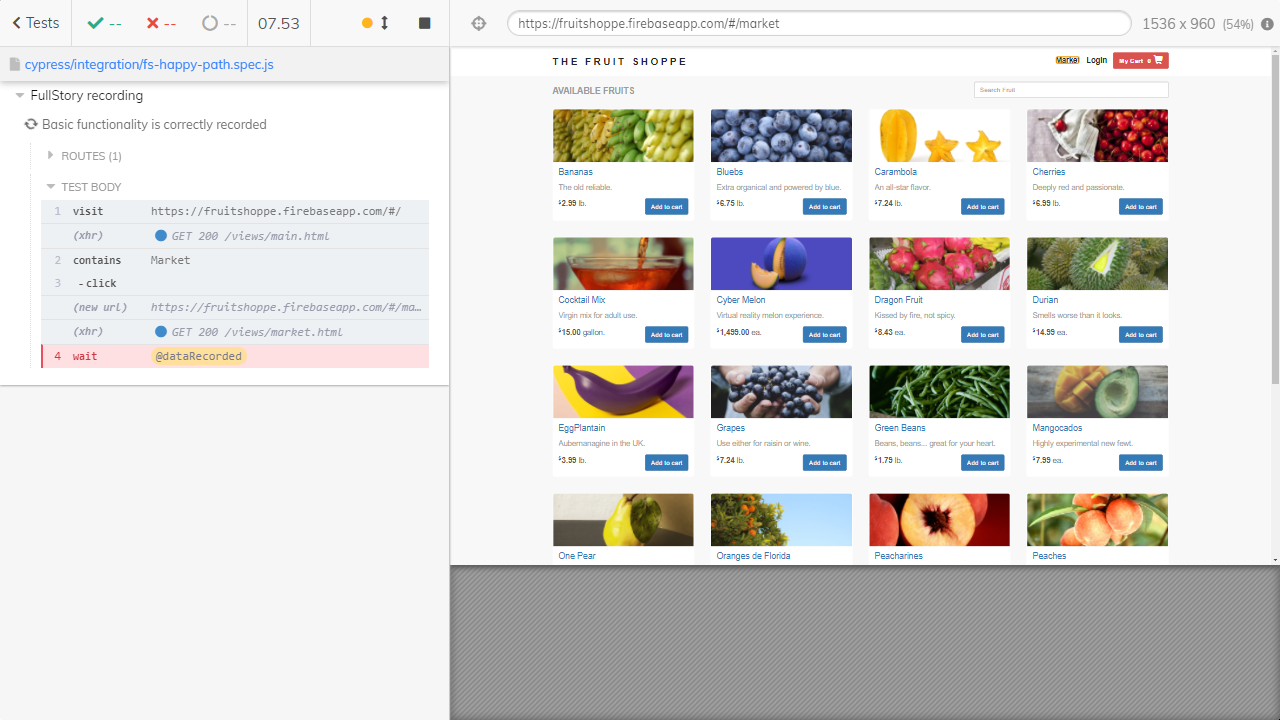 Tests
--
--
--
07.53
https://fruitshoppe.firebaseapp.com/#/market
1536 x 960 (54%)
cypress/integration/fs-happy-path.spec.js
FullStory recording
Basic functionality is correctly recorded
ROUTES (1)
TEST BODY
1 visit https://fruitshoppe.firebaseapp.com/#/
(xhr) GET 200 /views/main.html
2 contains Market
3 - click
(new url) https://fruitshoppe.firebaseapp.com/#/ma...
(xhr) GET 200 /views/market.html
4 wait @dataRecorded
THE FRUIT SHOPPE
Market Login My Cart 0
AVAILABLE FRUITS
Search Fruit
Bananas
The old reliable.
$2.99 lb. Add to cart
Bluebs
Extra organical and powered by blue.
$6.75 lb. Add to cart
Carambola
An all-star flavor.
$7.24 lb. Add to cart
Cherries
Deeply red and passionate.
$6.99 lb. Add to cart
Cocktail Mix
Virgin mix for adult use.
$15.00 gallon. Add to cart
Cyber Melon
Virtual reality melon experience.
$1,499.00 ea. Add to cart
Dragon Fruit
Kissed by fire, not spicy.
$8.43 ea. Add to cart
Durian
Smells worse than it looks.
$14.99 ea. Add to cart
EggPlantain
Aubernanagine in the UK.
$3.99 lb. Add to cart
Grapes
Use either for raisin or wine.
$7.24 lb. Add to cart
Green Beans
Beans, beans... great for your heart.
$1.79 lb. Add to cart
Mangocados
Highly experimental new fewt.
$7.99 ea. Add to cart
One Pear
Oranges de Florida
Peacharines
Peaches